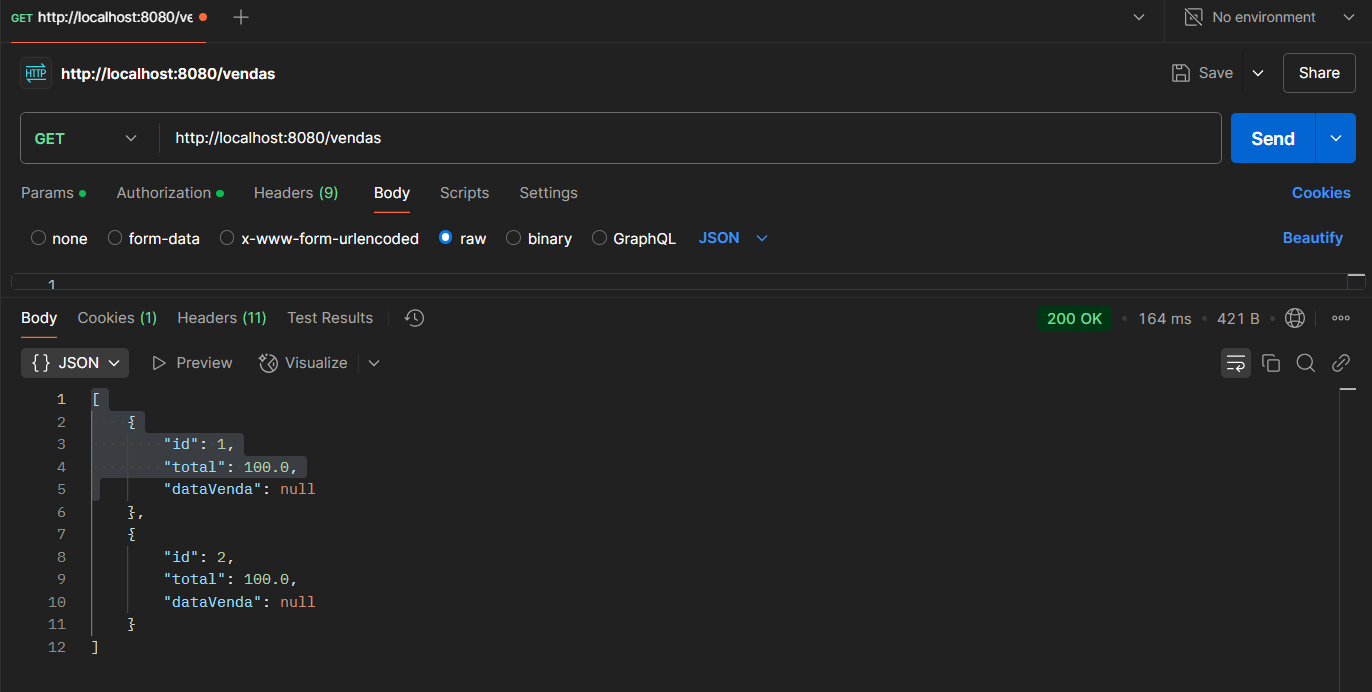 GET http://localhost:8080/ve
No environment
HTTP http://localhost:8080/vendas
Save
Share
GET http://localhost:8080/vendas
Send
Params Authorization Headers (9) Body Scripts Settings Cookies
none form-data x-www-form-urlencoded raw binary GraphQL JSON Beautify
1
Body Cookies (1) Headers (11) Test Results 200 OK • 164 ms • 421 B •
{} JSON Preview Visualize
1 [
2 {
3 "id": 1,
4 "total": 100.0,
5 "dataVenda": null
6 },
7 {
8 "id": 2,
9 "total": 100.0,
10 "dataVenda": null
11 }
12 ]